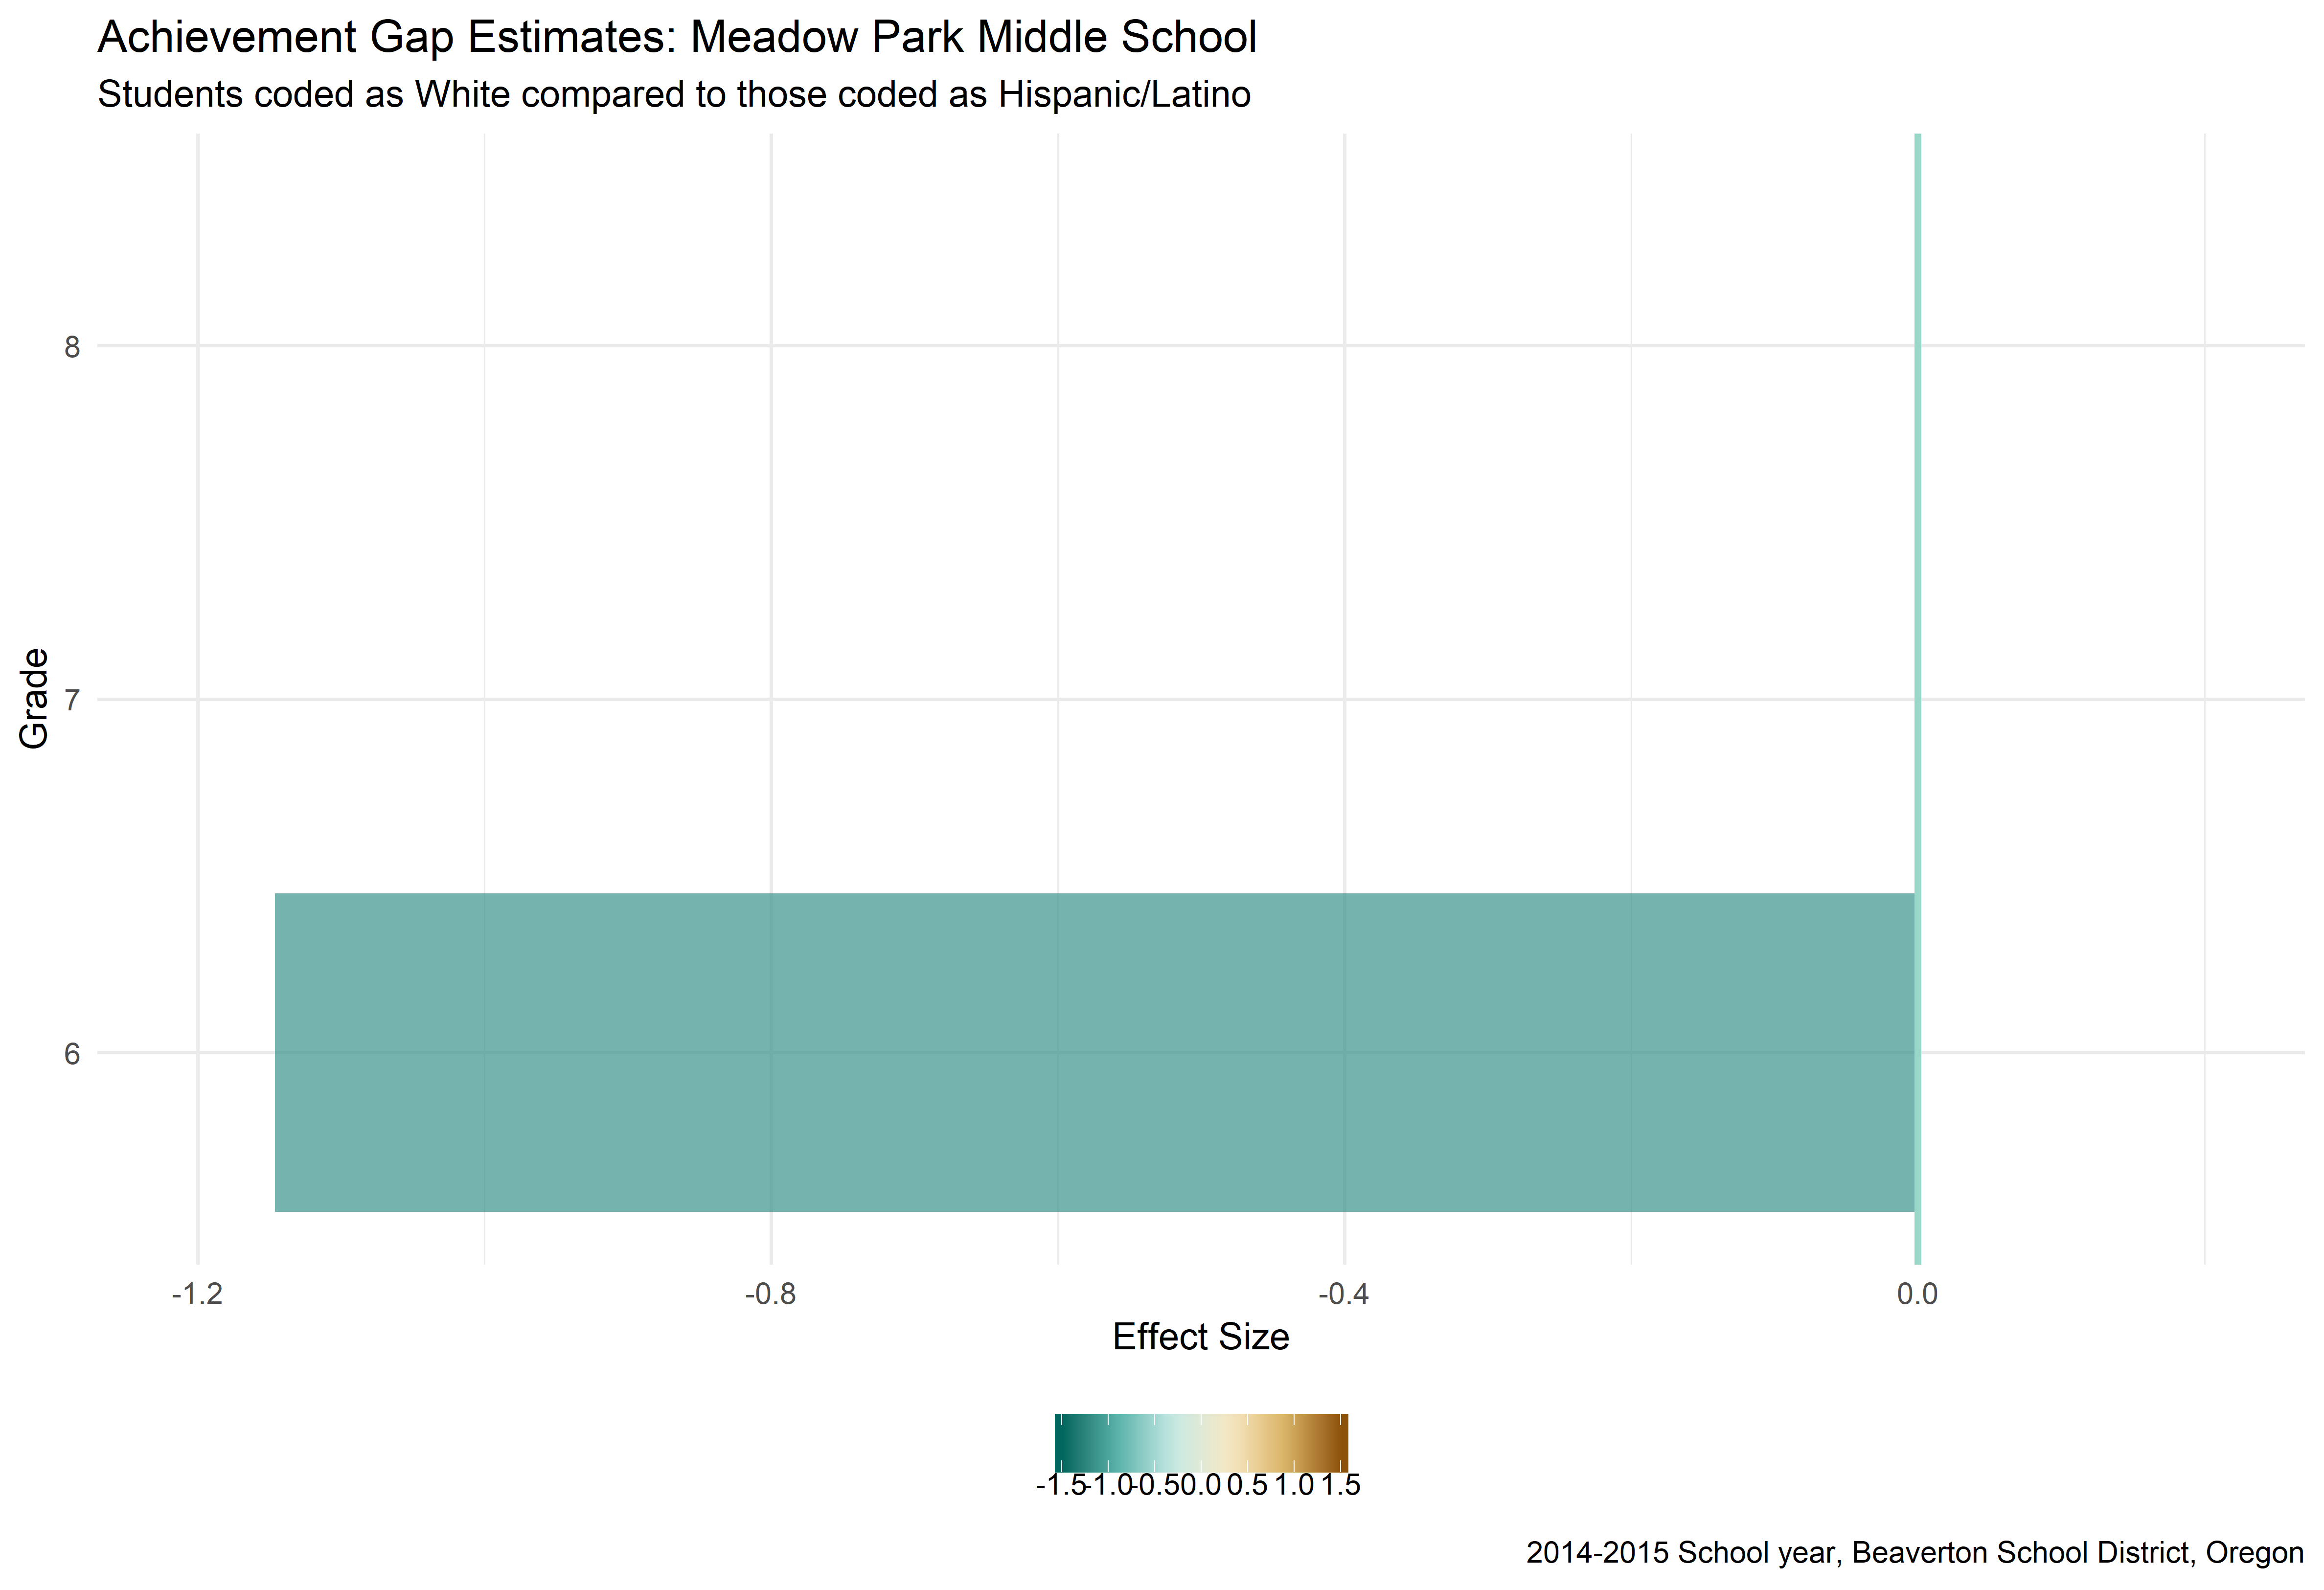 Achievement Gap Estimates: Meadow Park Middle School
Students coded as White compared to those coded as Hispanic/Latino
8
7
Grade
6
-1.2 -0.8 -0.4 0.0
Effect Size
-1.5 -1.0 -0.5 0.0 0.5 1.0 1.5
2014-2015 School year, Beaverton School District, Oregon